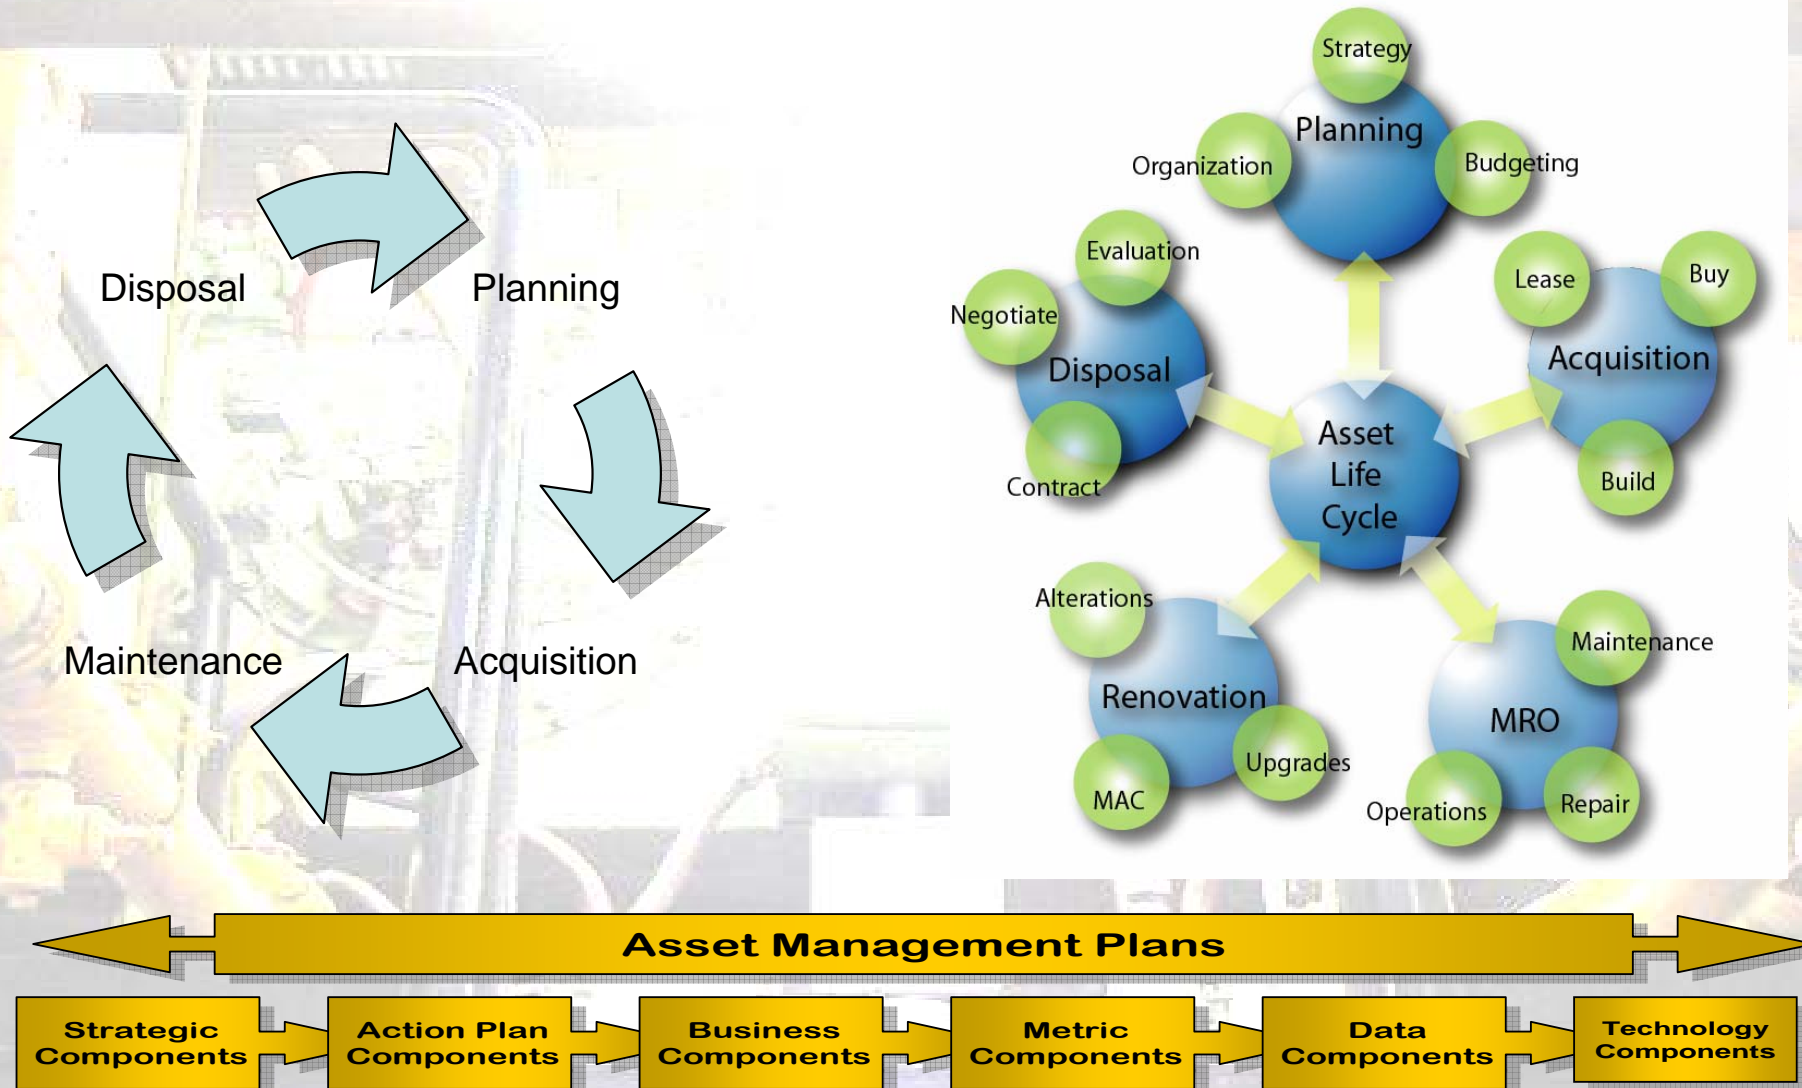 Disposal
Planning
Maintenance
Acquisition
Strategy
Planning
Organization
Budgeting
Evaluation
Negotiate
Disposal
Contract
Lease
Buy
Acquisition
Build
Asset
Life
Cycle
Alterations
Renovation
MAC
Upgrades
Maintenance
MRO
Operations
Repair
Asset Management Plans
Strategic
Components
Action Plan
Components
Business
Components
Metric
Components
Data
Components
Technology
Components